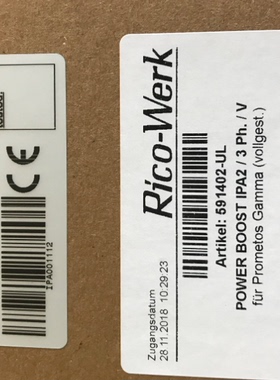 Rico-Werk
Artikel: 591402-UL
POWER BOOST IPA2 / 3 Ph. / V
für Prometos Gamma (vollgest.)
Zugangsdatum
28.11.2018 10:29:23
CE
IPA001112